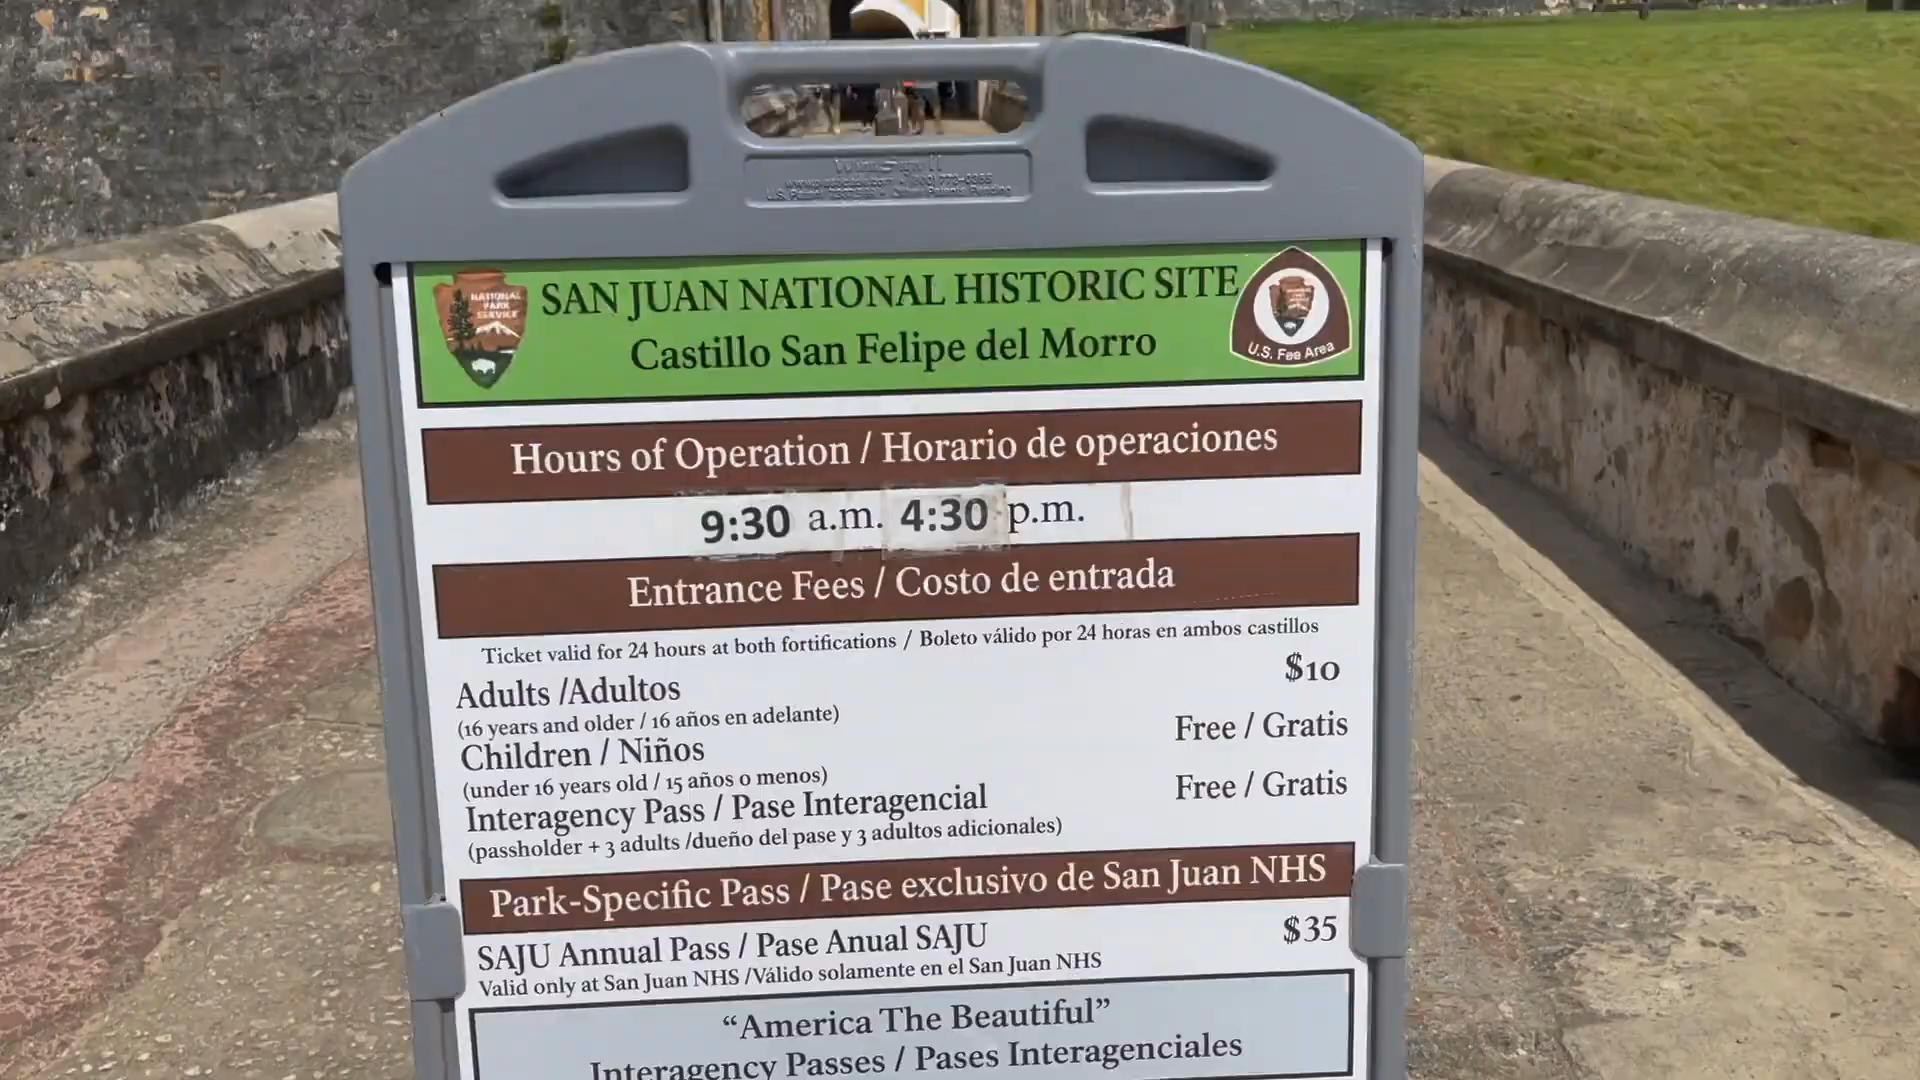 NATIONAL
PARK
SERVICE
SAN JUAN NATIONAL HISTORIC SITE
Castillo San Felipe del Morro
U.S. Fee Area
Hours of Operation / Horario de operaciones
9:30 a.m. 4:30 p.m.
Entrance Fees / Costo de entrada
Ticket valid for 24 hours at both fortifications / Boleto válido por 24 horas en ambos castillos
Adults /Adultos $10
(16 years and older / 16 años en adelante)
Children / Niños Free / Gratis
(under 16 years old / 15 años o menos)
Interagency Pass / Pase Interagencial Free / Gratis
(passholder + 3 adults /dueño del pase y 3 adultos adicionales)
Park-Specific Pass / Pase exclusivo de San Juan NHS
SAJU Annual Pass / Pase Anual SAJU $35
Valid only at San Juan NHS /Válido solamente en el San Juan NHS
“America The Beautiful”
Interagency Passes / Pases Interagenciales